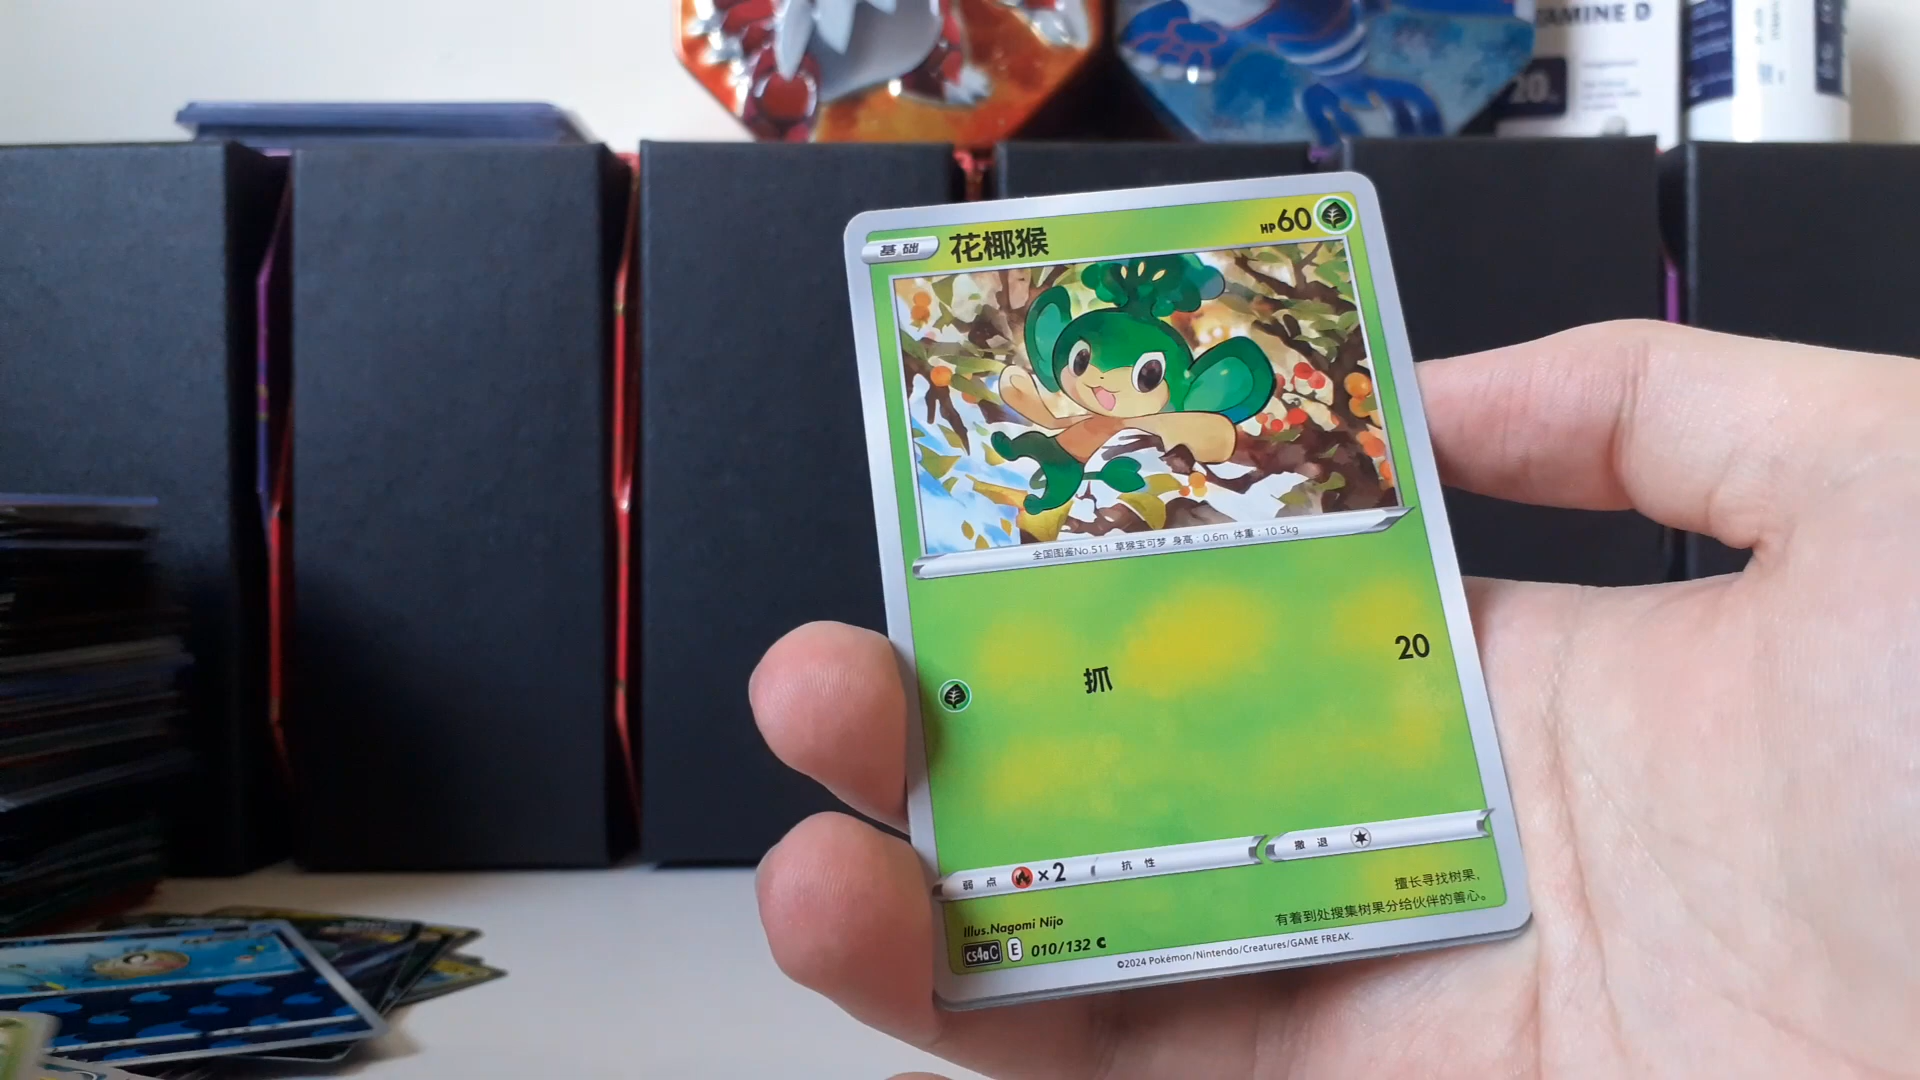 AMINE D
20
基础 花椰猴 HP60
全国图鉴No.511 草猴宝可梦 身高:0.6m 体重:10.5kg
抓 20
弱点 ×2 抗性 撤退
擅长寻找树果,
有着到处搜集树果分给伙伴的善心。
Illus.Nagomi Nijo
cs4aC E 010/132 C
©2024 Pokémon/Nintendo/Creatures/GAME FREAK.